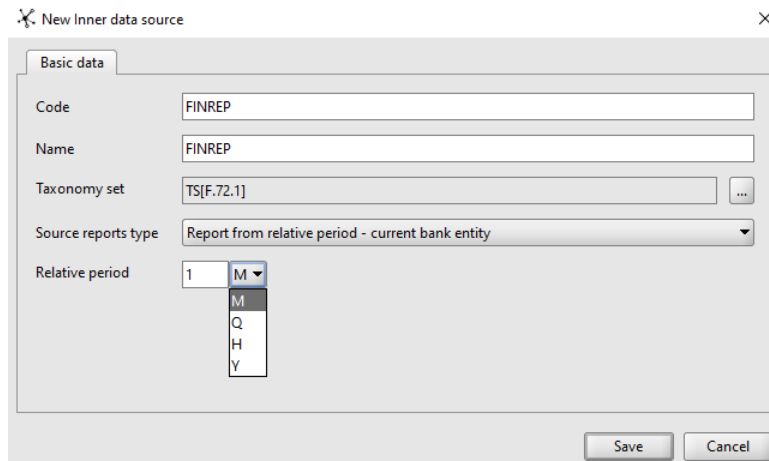 New Inner data source
Basic data
Code FINREP
Name FINREP
Taxonomy set TS[F.72.1] ...
Source reports type Report from relative period - current bank entity
Relative period 1 M
M
Q
H
Y
Save Cancel